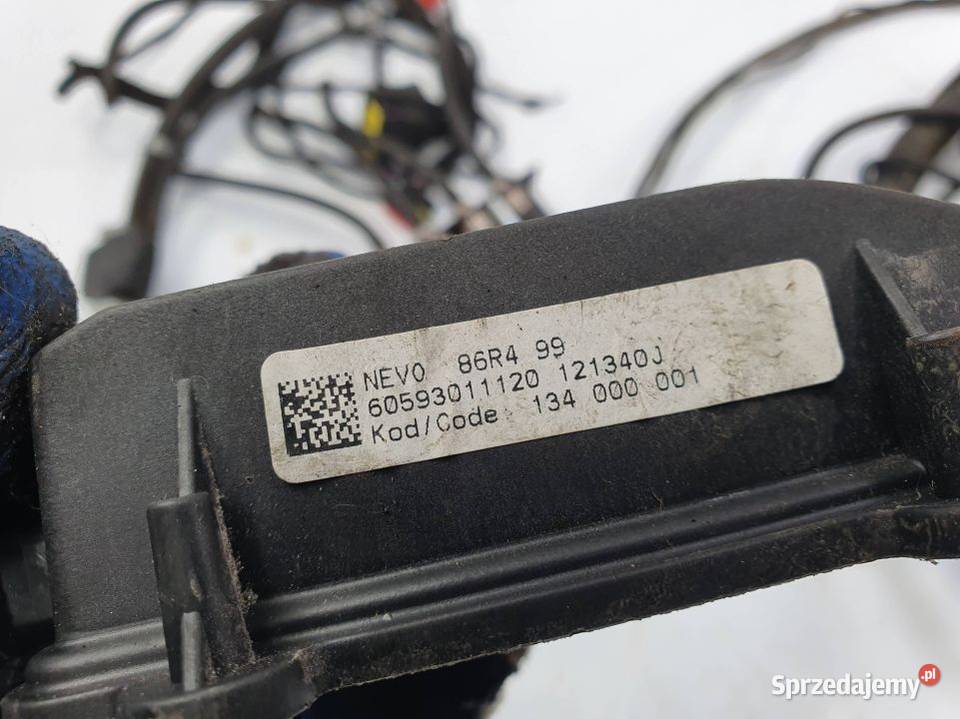 NEVO 86R4 99
60593011120 121340J
Kod/Code 134 000 001
Sprzedajemy.pl